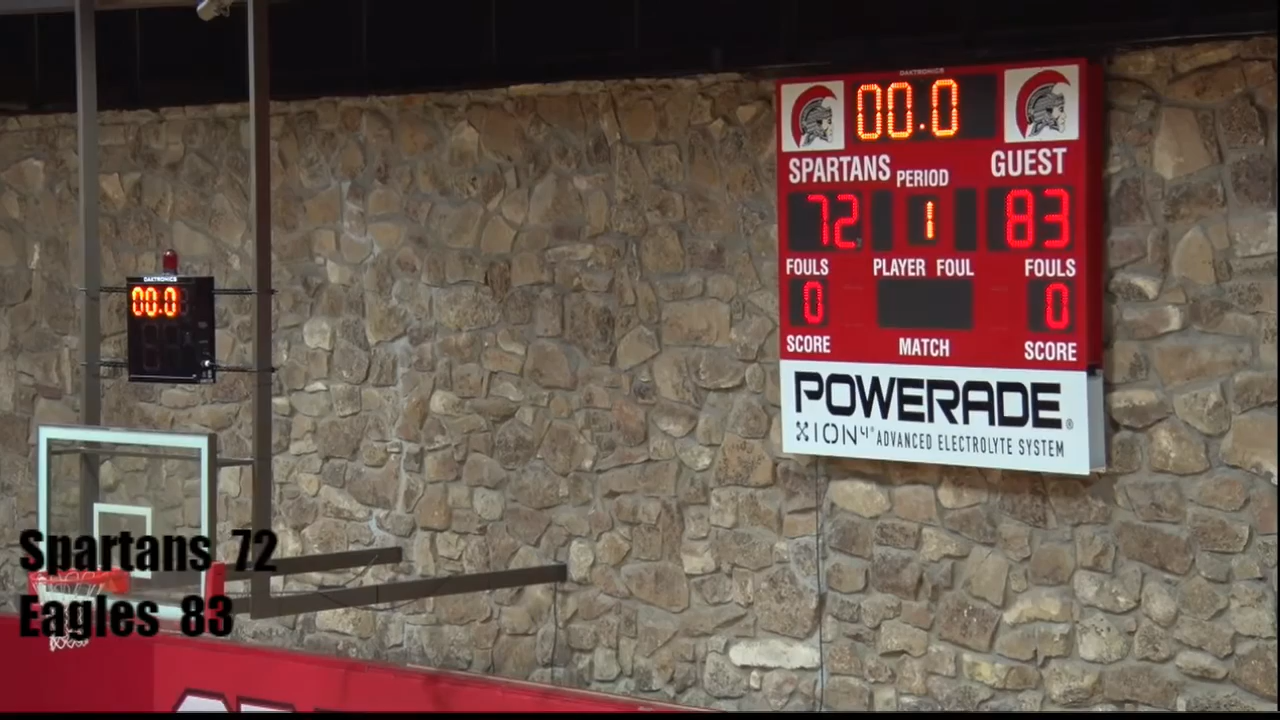 DAKTRONICS
00.0
SPARTANS PERIOD GUEST
72 1 83
FOULS PLAYER FOUL FOULS
0 0
SCORE MATCH SCORE
POWERADE®
ION4® ADVANCED ELECTROLYTE SYSTEM
DAKTRONICS
00.0
Spartans 72
Eagles 83